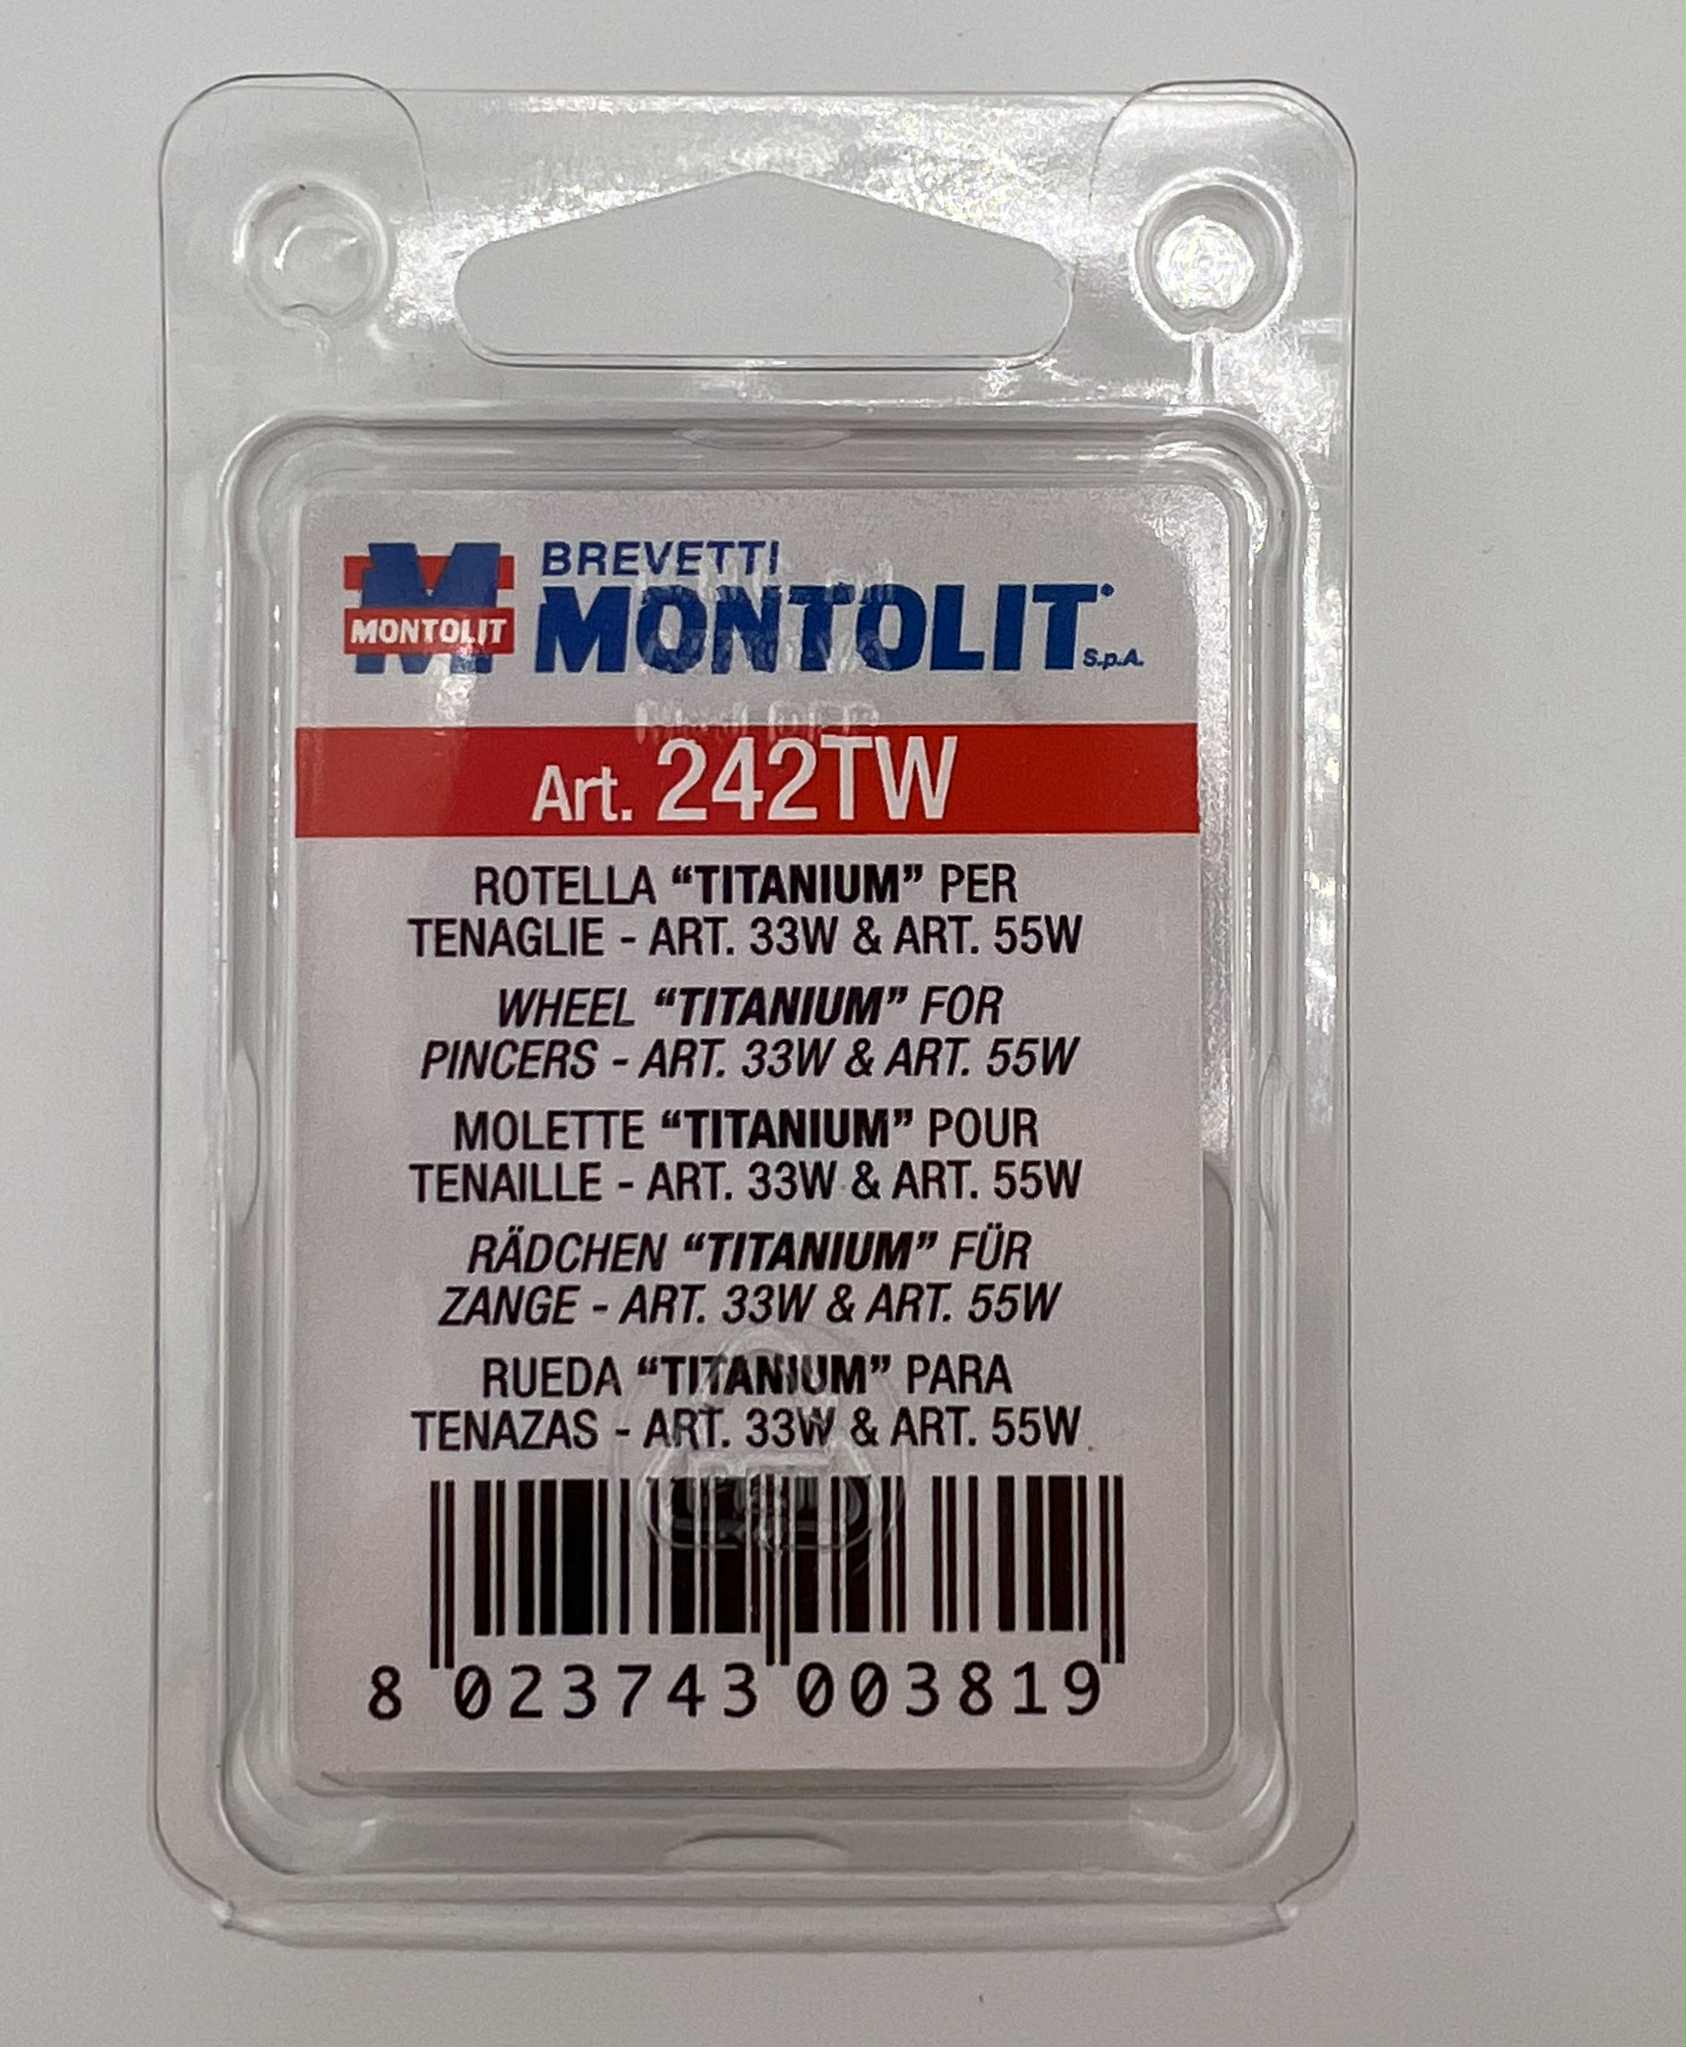 BREVETTI
MONTOLIT
MONTOLIT S.p.A.
Art. 242TW
ROTELLA “TITANIUM” PER
TENAGLIE - ART. 33W & ART. 55W
WHEEL “TITANIUM” FOR
PINCERS - ART. 33W & ART. 55W
MOLETTE “TITANIUM” POUR
TENAILLE - ART. 33W & ART. 55W
RÄDCHEN “TITANIUM” FÜR
ZANGE - ART. 33W & ART. 55W
RUEDA “TITANIUM” PARA
TENAZAS - ART. 33W & ART. 55W
8 023743 003819